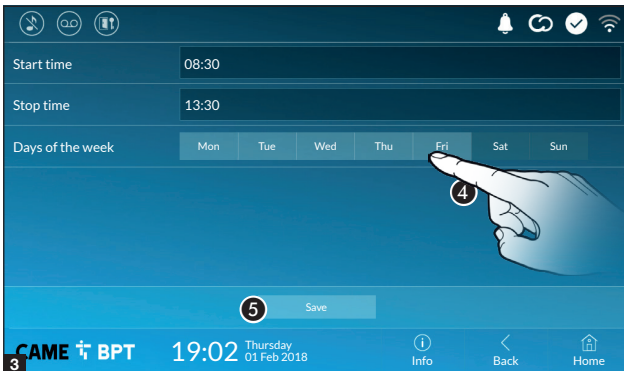 Start time 08:30
Stop time 13:30
Days of the week Mon Tue Wed Thu Fri Sat Sun
4
5 Save
CAME BPT 19:02 Thursday
01 Feb 2018
Info Back Home
3